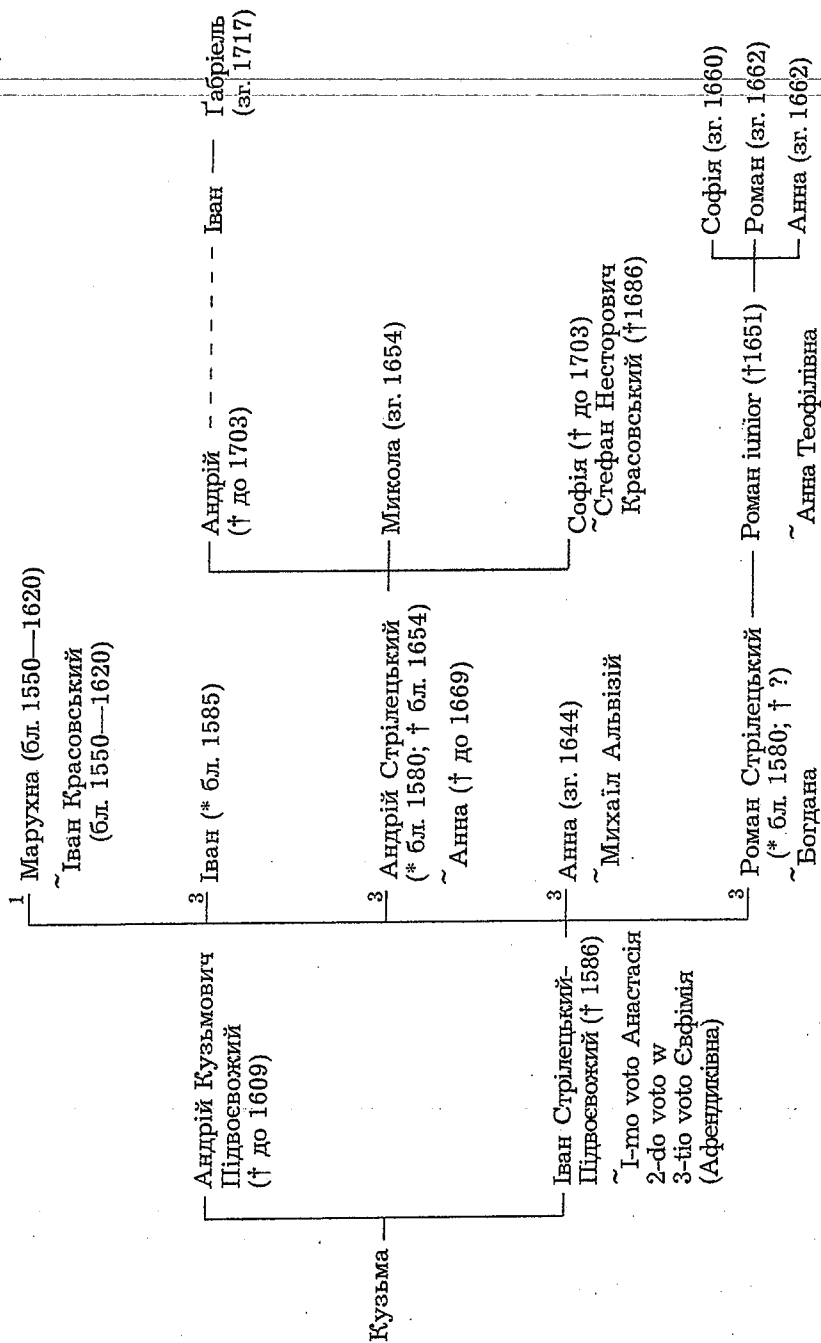 Кузьма
Андрій Кузьмович
Підвоєвожий
(† до 1609)
Іван Стрілецький-
Підвоєвожий († 1586)
~I-mo voto Анастасія
2-do voto w
3-tio voto Євфімія
(Афендиківна)
1 Марухна (бл. 1550—1620)
~Іван Красовський
(бл. 1550—1620)
3 Іван (* бл. 1585)
3 Андрій Стрілецький
(* бл. 1580; † бл. 1654)
~Анна († до 1669)
3 Анна (зг. 1644)
~Михаїл Альвізій
3 Роман Стрілецький
(* бл. 1580; † ?)
~Богдана
Андрій
(† до 1703)
Микола (зг. 1654)
Софія († до 1703)
~Стефан Несторович
Красовський (†1686)
Роман iunior (†1651)
~Анна Теофілівна
Іван
Ґабріель
(зг. 1717)
Софія (зг. 1660)
Роман (зг. 1662)
Анна (зг. 1662)